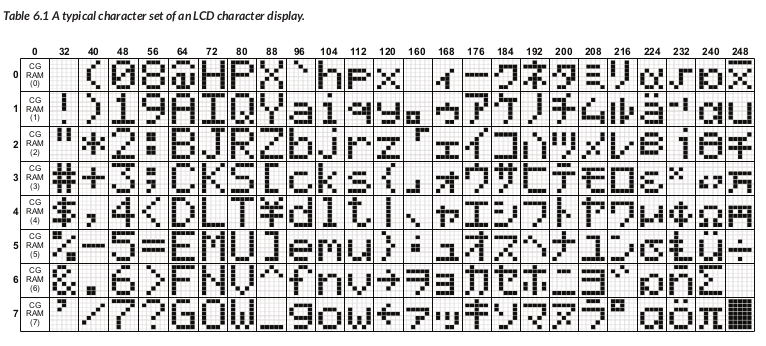 Table 6.1 A typical character set of an LCD character display.
0 32 40 48 56 64 72 80 88 96 104 112 120 160 168 176 184 192 200 208 216 224 232 240 248
0 CG RAM (0) ( 0 8 @ H P X ` h p x ィ ー ク タ ネ ミ リ α √ p x̄
1 CG RAM (1) ! ) 1 9 A I Q Y a i q y 。 ゥ ア ケ チ ノ ム ル ä ⁻¹ q u
2 CG RAM (2) " * 2 : B J R Z b j r z 「 ェ イ コ ツ ハ メ レ β i θ 千
3 CG RAM (3) # + 3 ; C K S [ c k s { 」 ォ ウ サ テ ヒ モ ロ ε ˣ ∞ 万
4 CG RAM (4) $ , 4 < D L T ¥ d l t | 、 ャ エ シ ト フ ヤ ワ μ ¢ Ω 円
5 CG RAM (5) % - 5 = E M U ] e m u } ・ ュ オ ス ナ ヘ ユ ン σ £ ü ÷
6 CG RAM (6) & . 6 > F N V ^ f n v → ヲ ョ カ セ ニ ホ ヨ ゛ ρ ñ Σ
7 CG RAM (7) ' / 7 ? G O W _ g o w ← ァ ッ キ ソ ヌ マ ラ ゜ g ö π █